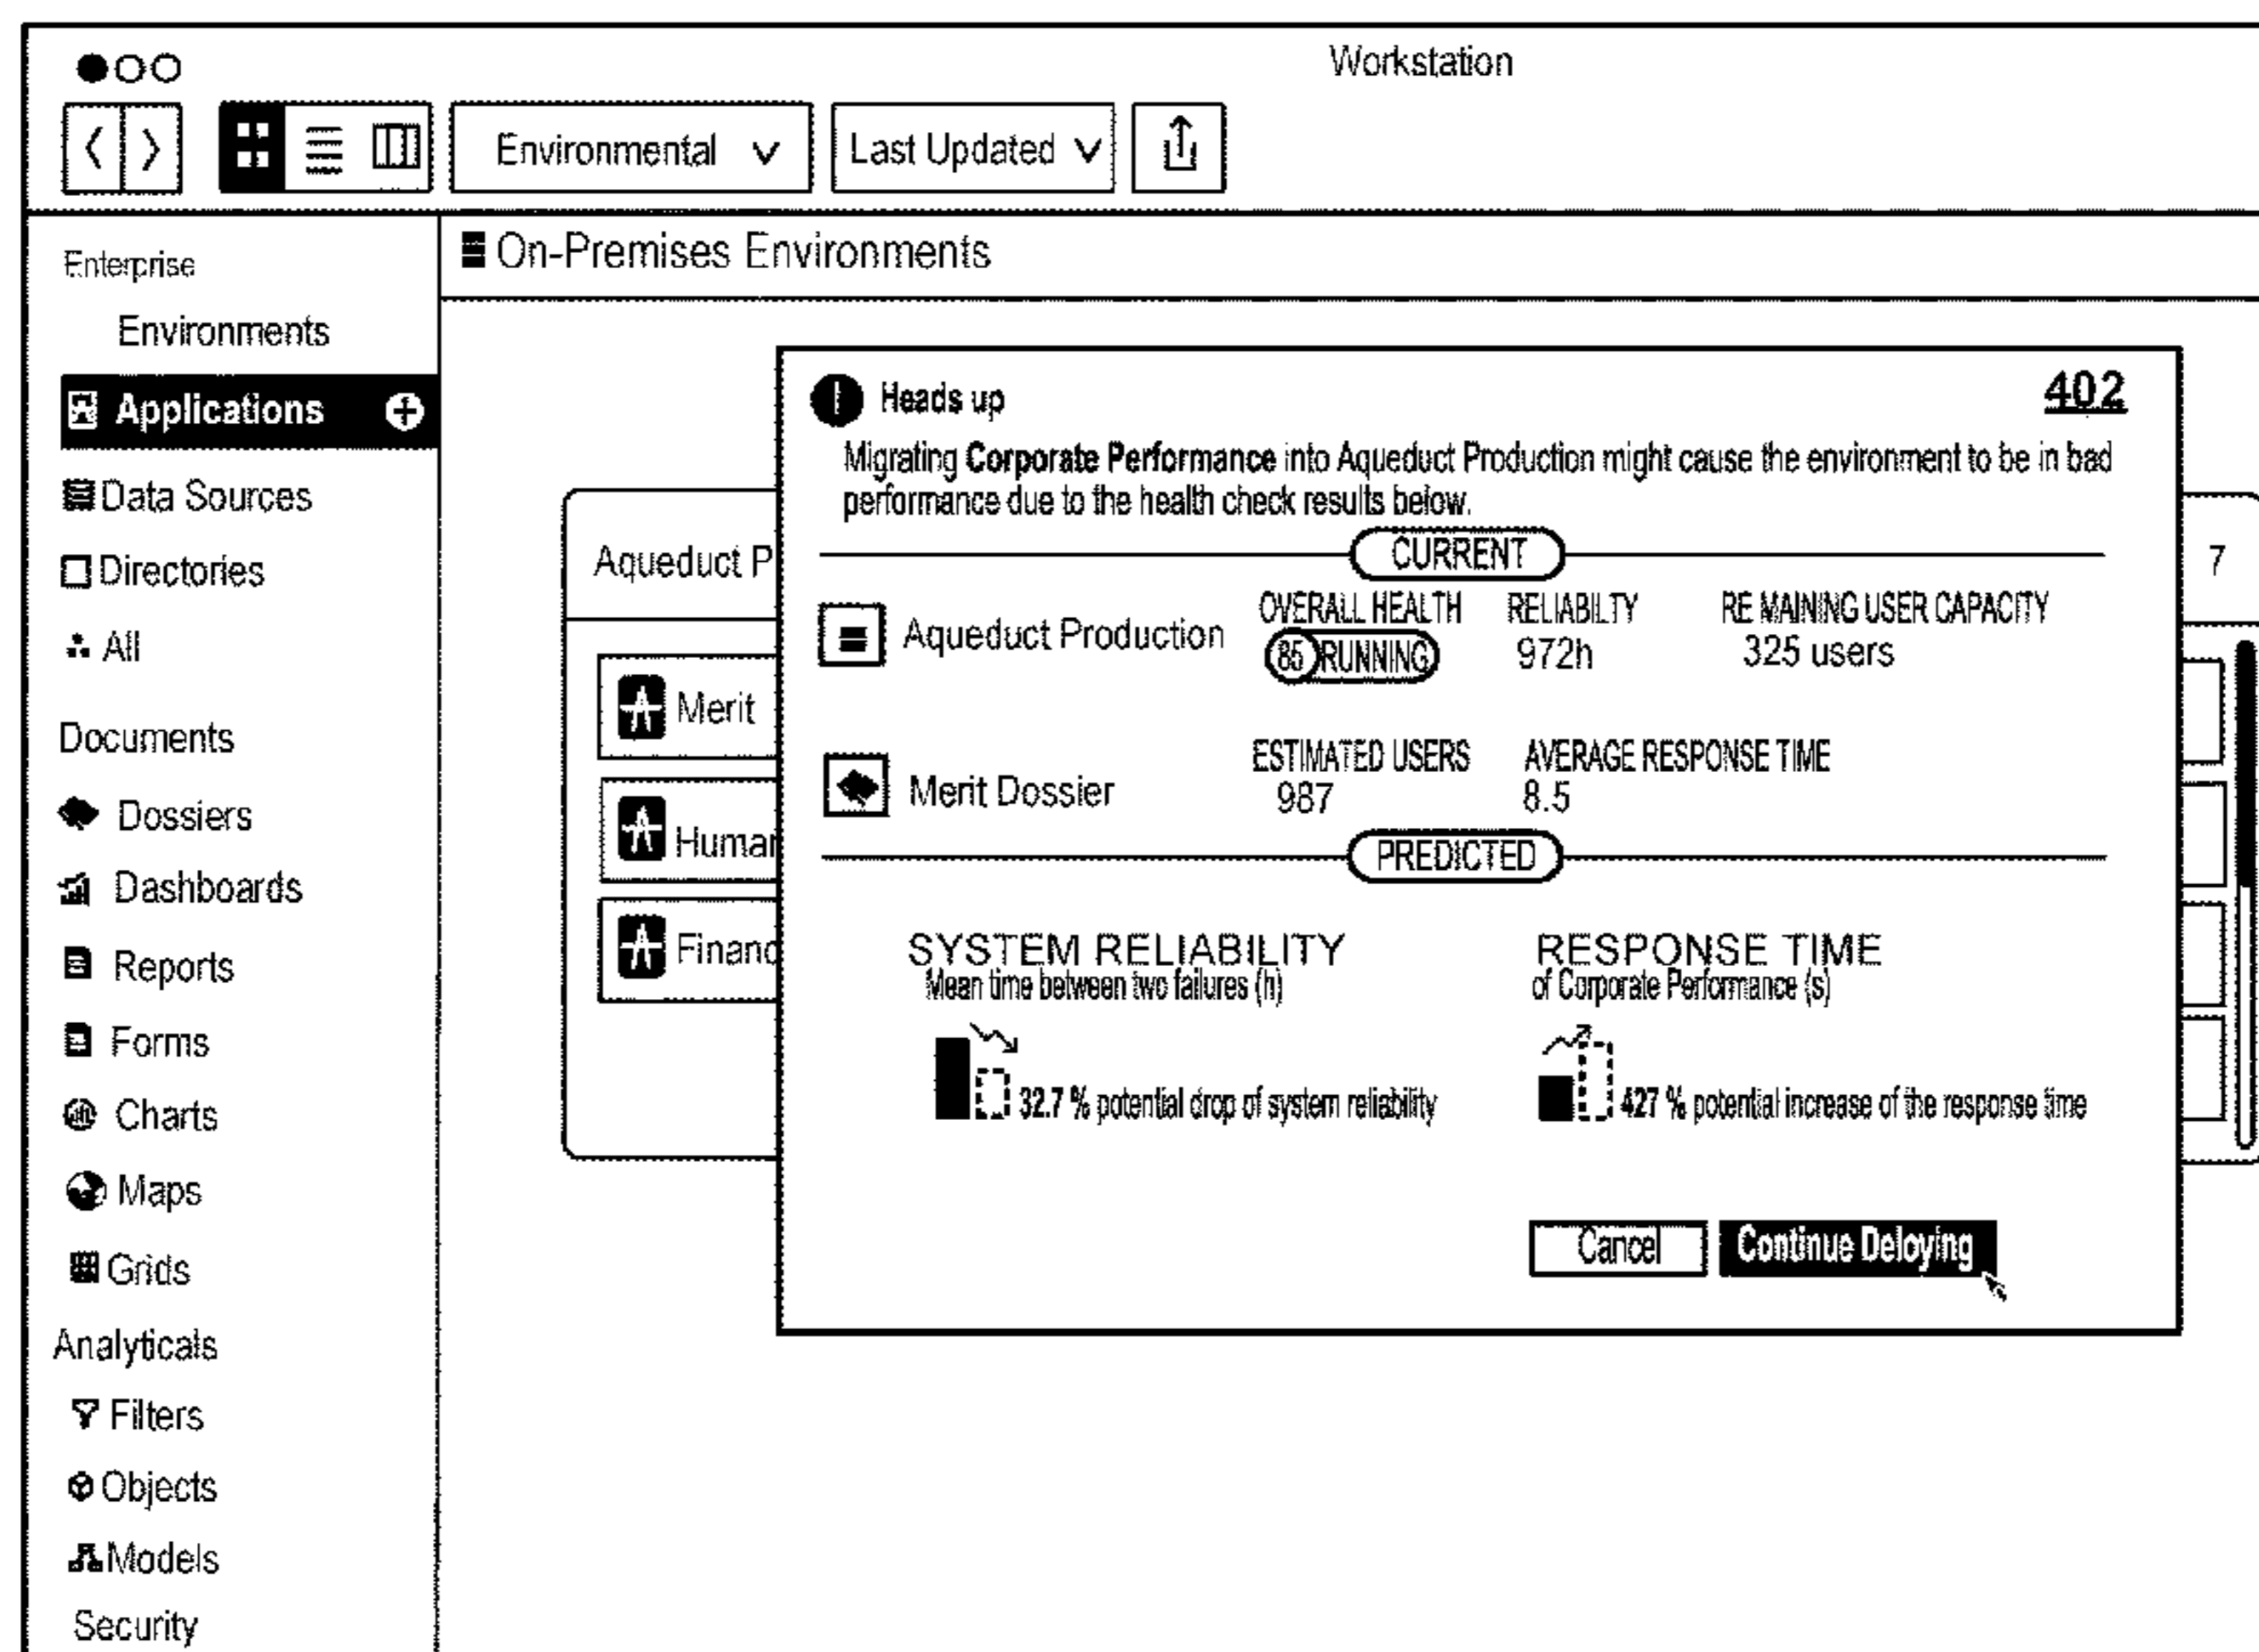 Workstation
Environmental
Last Updated
Enterprise
On-Premises Environments
Environments
Applications
Data Sources
Directories
All
Documents
Dossiers
Dashboards
Reports
Forms
Charts
Maps
Grids
Analyticals
Filters
Objects
Models
Security
Aqueduct P
7
Merit
Human
Financ
Heads up
402
Migrating Corporate Performance into Aqueduct Production might cause the environment to be in bad
performance due to the health check results below.
CURRENT
OVERALL HEALTH RELIABILTY RE MAINING USER CAPACITY
Aqueduct Production 85 RUNNING 972h 325 users
ESTIMATED USERS AVERAGE RESPONSE TIME
Merit Dossier 987 8.5
PREDICTED
SYSTEM RELIABILITY
Mean time between two failures (h)
32.7 % potential drop of system reliability
RESPONSE TIME
of Corporate Performance (s)
427 % potential increase of the response time
Cancel
Continue Deloying